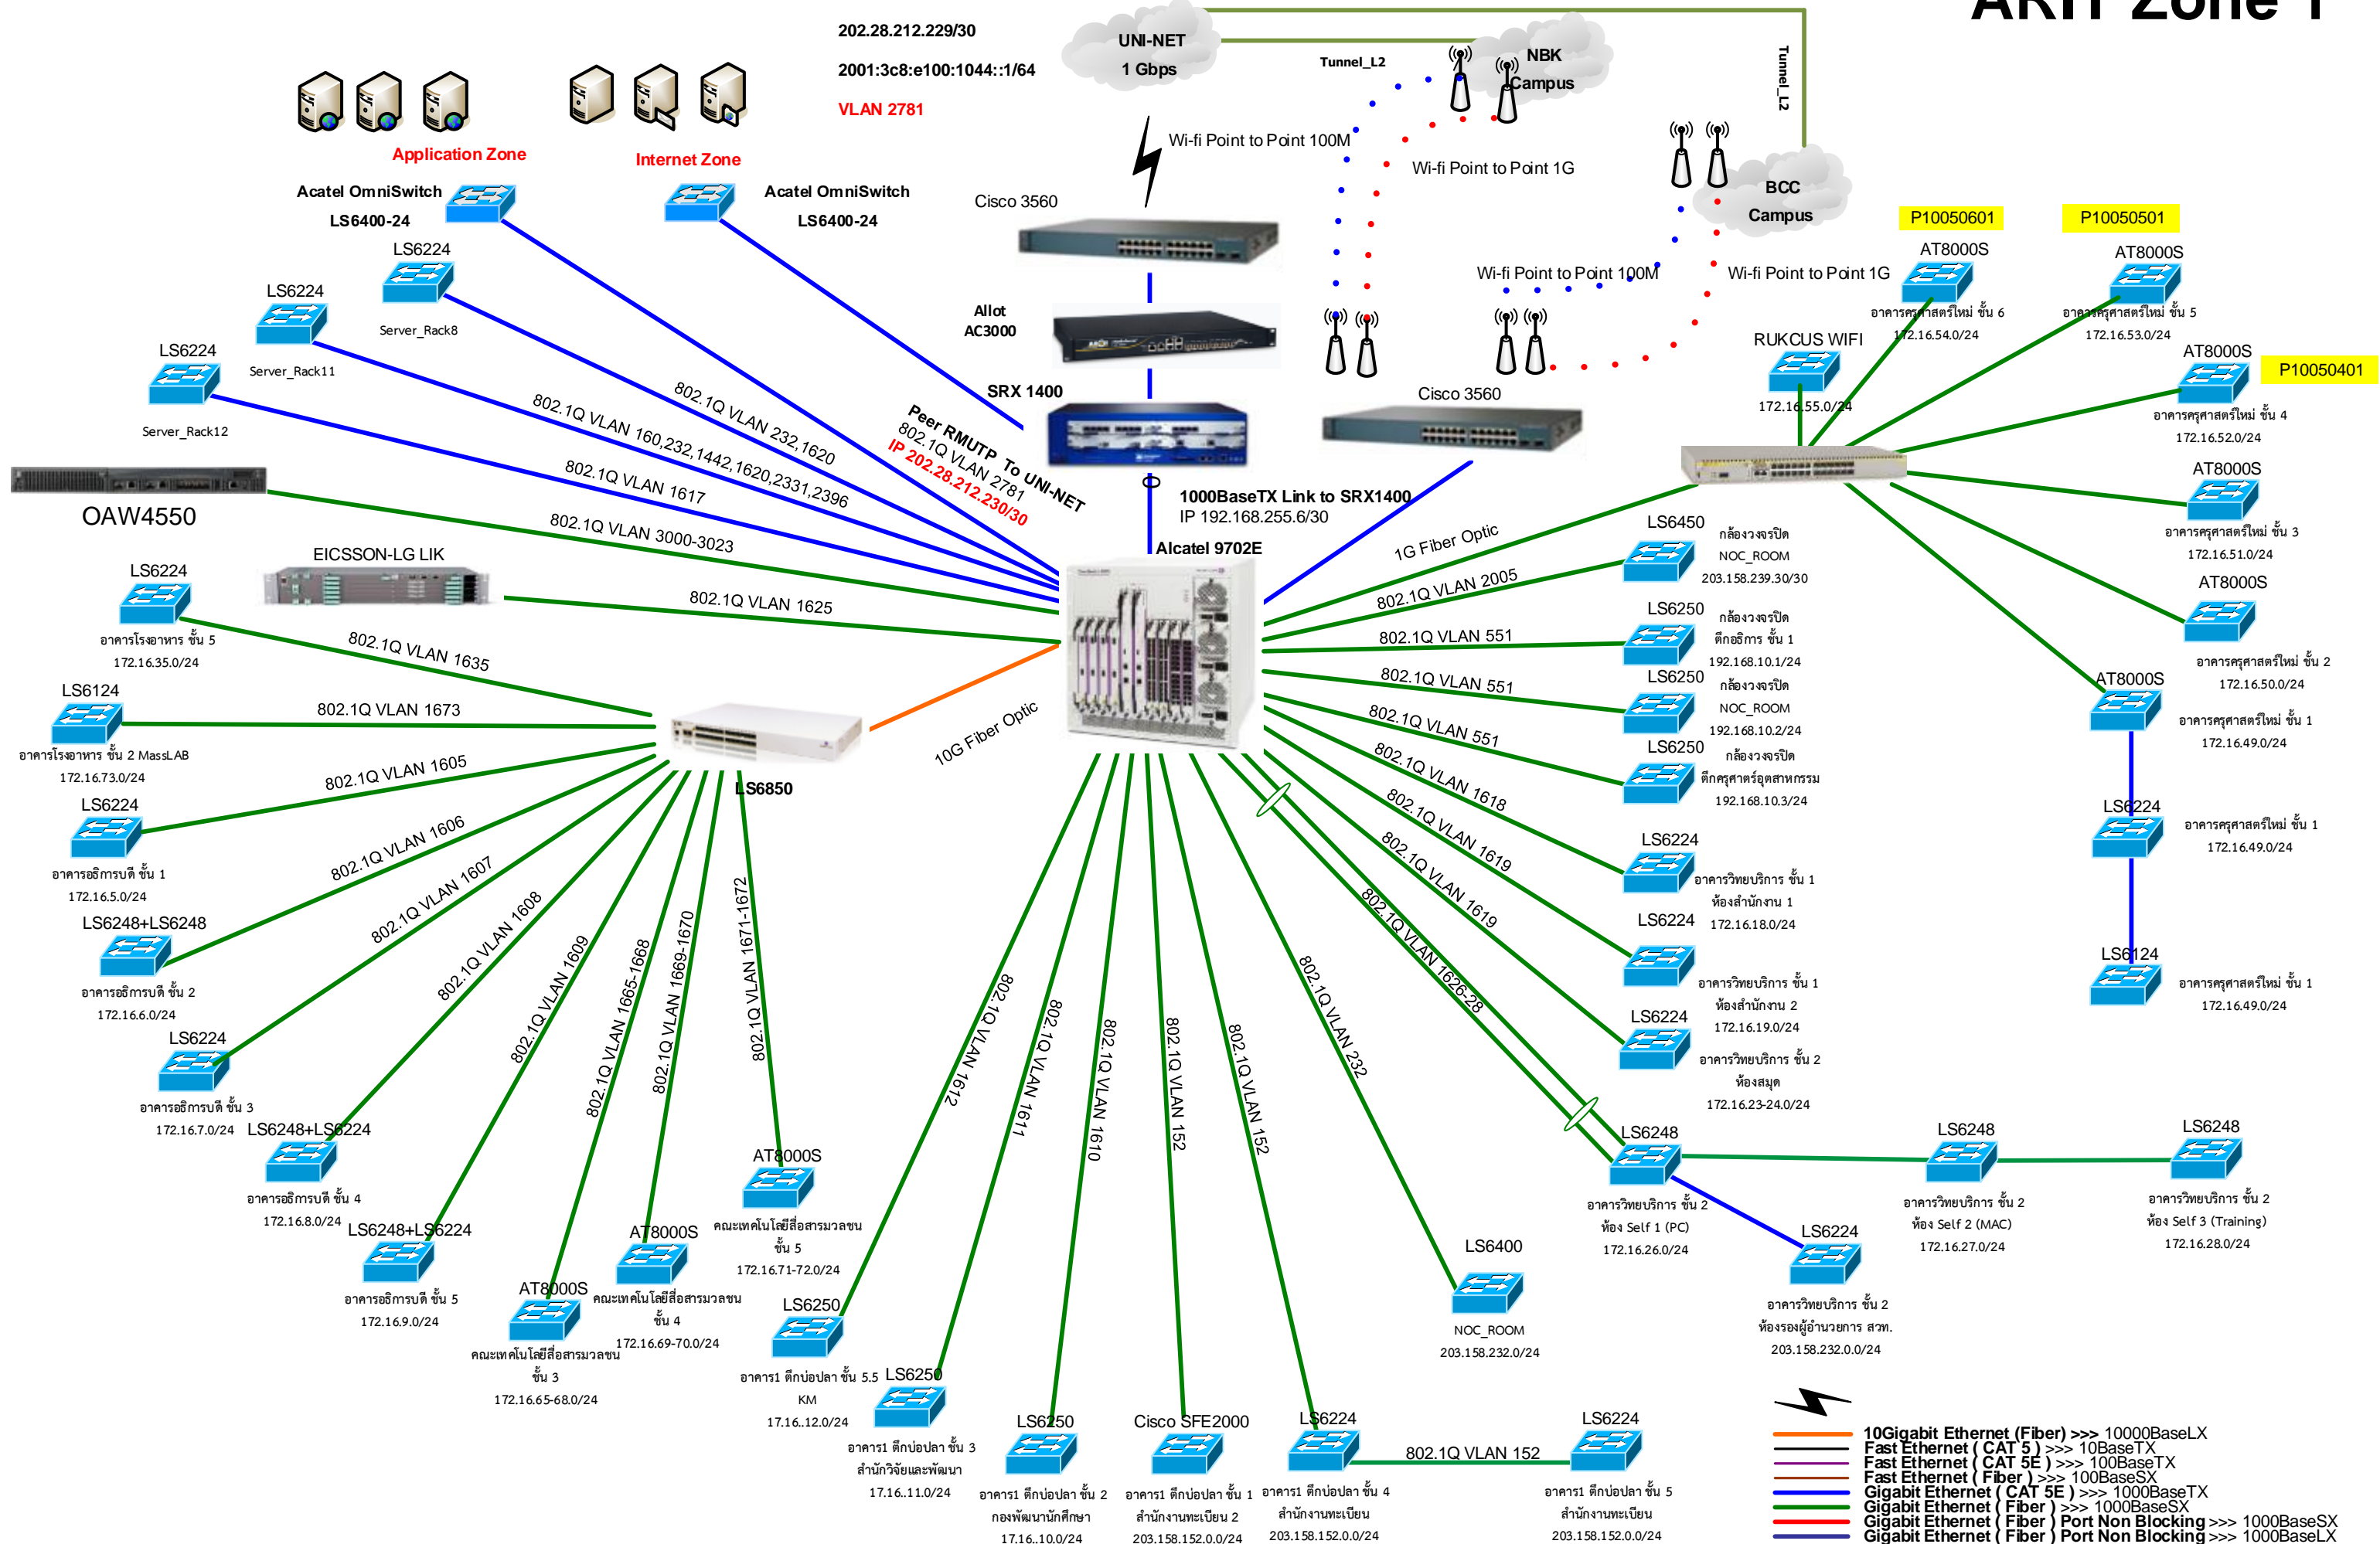 ARIT Zone 1
202.28.212.229/30
2001:3c8:e100:1044::1/64
VLAN 2781
UNI-NET
1 Gbps
Tunnel_L2
NBK
Campus
Tunnel_L2
Wi-fi Point to Point 100M
Wi-fi Point to Point 1G
BCC
Campus
Application Zone
Internet Zone
Acatel OmniSwitch
LS6400-24
Acatel OmniSwitch
LS6400-24
Cisco 3560
P10050601
P10050501
AT8000S
อาคารครุศาสตร์ใหม่ ชั้น 6
172.16.54.0/24
AT8000S
อาคารครุศาสตร์ใหม่ ชั้น 5
172.16.53.0/24
LS6224
Server_Rack8
LS6224
Server_Rack11
LS6224
Server_Rack12
Allot
AC3000
Wi-fi Point to Point 100M
Wi-fi Point to Point 1G
RUKCUS WIFI
172.16.55.0/24
AT8000S
P10050401
อาคารครุศาสตร์ใหม่ ชั้น 4
172.16.52.0/24
SRX 1400
Cisco 3560
802.1Q VLAN 232,1620
802.1Q VLAN 160,232,1442,1620,2331,2396
802.1Q VLAN 1617
Peer RMUTP To UNI-NET
802.1Q VLAN 2781
IP 202.28.212.230/30
1000BaseTX Link to SRX1400
IP 192.168.255.6/30
Alcatel 9702E
OAW4550
802.1Q VLAN 3000-3023
EICSSON-LG LIK
802.1Q VLAN 1625
1G Fiber Optic
802.1Q VLAN 2005
LS6450
กล้องวงจรปิด
NOC_ROOM
203.158.239.30/30
AT8000S
อาคารครุศาสตร์ใหม่ ชั้น 3
172.16.51.0/24
AT8000S
อาคารครุศาสตร์ใหม่ ชั้น 2
172.16.50.0/24
LS6224
อาคารโรงอาหาร ชั้น 5
172.16.35.0/24
802.1Q VLAN 1635
802.1Q VLAN 551
LS6250
กล้องวงจรปิด
ตึกอธิการ ชั้น 1
192.168.10.1/24
802.1Q VLAN 551
LS6250
กล้องวงจรปิด
NOC_ROOM
192.168.10.2/24
802.1Q VLAN 551
LS6250
กล้องวงจรปิด
ตึกครุศาตร์อุตสาหกรรม
192.168.10.3/24
AT8000S
อาคารครุศาสตร์ใหม่ ชั้น 1
172.16.49.0/24
LS6124
802.1Q VLAN 1673
อาคารโรงอาหาร ชั้น 2 MassLAB
172.16.73.0/24
10G Fiber Optic
LS6850
802.1Q VLAN 1605
LS6224
อาคารอธิการบดี ชั้น 1
172.16.5.0/24
802.1Q VLAN 1606
802.1Q VLAN 1607
802.1Q VLAN 1608
802.1Q VLAN 1609
802.1Q VLAN 1665-1668
802.1Q VLAN 1669-1670
802.1Q VLAN 1671-1672
802.1Q VLAN 1618
802.1Q VLAN 1619
802.1Q VLAN 1619
802.1Q VLAN 1626-28
LS6224
อาคารครุศาสตร์ใหม่ ชั้น 1
172.16.49.0/24
LS6224
อาคารวิทยบริการ ชั้น 1
ห้องสำนักงาน 1
172.16.18.0/24
LS6224
อาคารวิทยบริการ ชั้น 1
ห้องสำนักงาน 2
172.16.19.0/24
LS6124
อาคารครุศาสตร์ใหม่ ชั้น 1
172.16.49.0/24
LS6248+LS6248
อาคารอธิการบดี ชั้น 2
172.16.6.0/24
LS6224
อาคารอธิการบดี ชั้น 3
172.16.7.0/24
802.1Q VLAN 1612
802.1Q VLAN 1611
802.1Q VLAN 1610
802.1Q VLAN 152
802.1Q VLAN 152
802.1Q VLAN 232
LS6224
อาคารวิทยบริการ ชั้น 2
ห้องสมุด
172.16.23-24.0/24
LS6248+LS6224
อาคารอธิการบดี ชั้น 4
172.16.8.0/24
LS6248+LS6224
อาคารอธิการบดี ชั้น 5
172.16.9.0/24
AT8000S
คณะเทคโนโลยีสื่อสารมวลชน
ชั้น 5
172.16.71-72.0/24
AT8000S
คณะเทคโนโลยีสื่อสารมวลชน
ชั้น 4
172.16.69-70.0/24
AT8000S
คณะเทคโนโลยีสื่อสารมวลชน
ชั้น 3
172.16.65-68.0/24
LS6248
อาคารวิทยบริการ ชั้น 2
ห้อง Self 1 (PC)
172.16.26.0/24
LS6248
อาคารวิทยบริการ ชั้น 2
ห้อง Self 2 (MAC)
172.16.27.0/24
LS6248
อาคารวิทยบริการ ชั้น 2
ห้อง Self 3 (Training)
172.16.28.0/24
LS6224
อาคารวิทยบริการ ชั้น 2
ห้องรองผู้อำนวยการ สวท.
203.158.232.0.0/24
LS6400
NOC_ROOM
203.158.232.0/24
LS6250
อาคาร1 ตึกบ่อปลา ชั้น 5.5
KM
17.16..12.0/24
LS6250
อาคาร1 ตึกบ่อปลา ชั้น 3
สำนักวิจัยและพัฒนา
17.16..11.0/24
LS6250
อาคาร1 ตึกบ่อปลา ชั้น 2
กองพัฒนานักศึกษา
17.16..10.0/24
Cisco SFE2000
อาคาร1 ตึกบ่อปลา ชั้น 1
สำนักงานทะเบียน 2
203.158.152.0.0/24
LS6224
อาคาร1 ตึกบ่อปลา ชั้น 4
สำนักงานทะเบียน
203.158.152.0.0/24
802.1Q VLAN 152
LS6224
อาคาร1 ตึกบ่อปลา ชั้น 5
สำนักงานทะเบียน
203.158.152.0.0/24
10Gigabit Ethernet (Fiber) >>> 10000BaseLX
Fast Ethernet ( CAT 5 ) >>> 10BaseTX
Fast Ethernet ( CAT 5E ) >>> 100BaseTX
Fast Ethernet ( Fiber ) >>> 100BaseSX
Gigabit Ethernet ( CAT 5E ) >>> 1000BaseTX
Gigabit Ethernet ( Fiber ) >>> 1000BaseSX
Gigabit Ethernet ( Fiber ) Port Non Blocking >>> 1000BaseSX
Gigabit Ethernet ( Fiber ) Port Non Blocking >>> 1000BaseLX